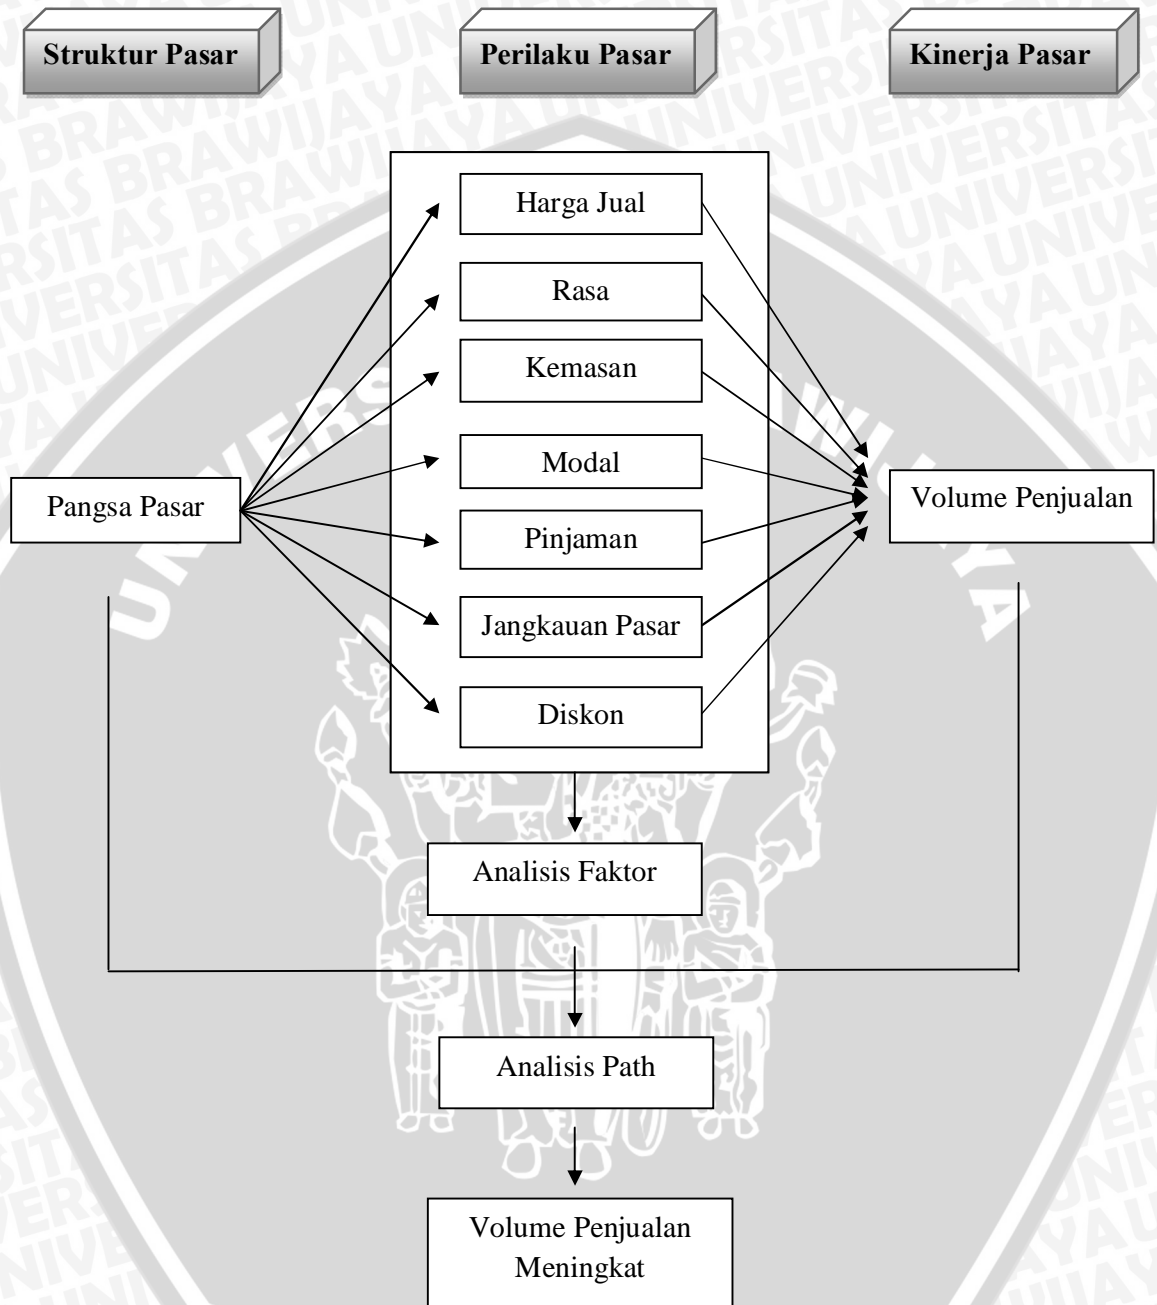 Struktur Pasar
Perilaku Pasar
Kinerja Pasar
Harga Jual
Rasa
Kemasan
Modal
Pangsa Pasar
Volume Penjualan
Pinjaman
Jangkauan Pasar
Diskon
Analisis Faktor
Analisis Path
Volume Penjualan
Meningkat